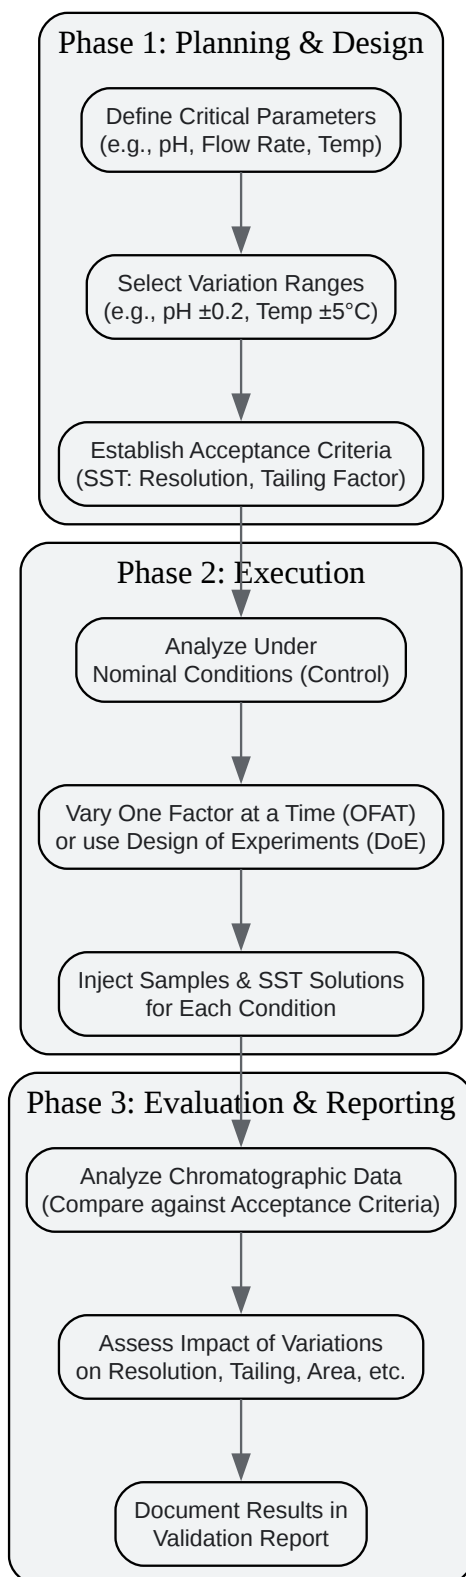 Phase 1: Planning & Design
Define Critical Parameters
(e.g., pH, Flow Rate, Temp)
Select Variation Ranges
(e.g., pH ±0.2, Temp ±5°C)
Establish Acceptance Criteria
(SST: Resolution, Tailing Factor)
Phase 2: Execution
Analyze Under
Nominal Conditions (Control)
Vary One Factor at a Time (OFAT)
or use Design of Experiments (DoE)
Inject Samples & SST Solutions
for Each Condition
Phase 3: Evaluation & Reporting
Analyze Chromatographic Data
(Compare against Acceptance Criteria)
Assess Impact of Variations
on Resolution, Tailing, Area, etc.
Document Results in
Validation Report